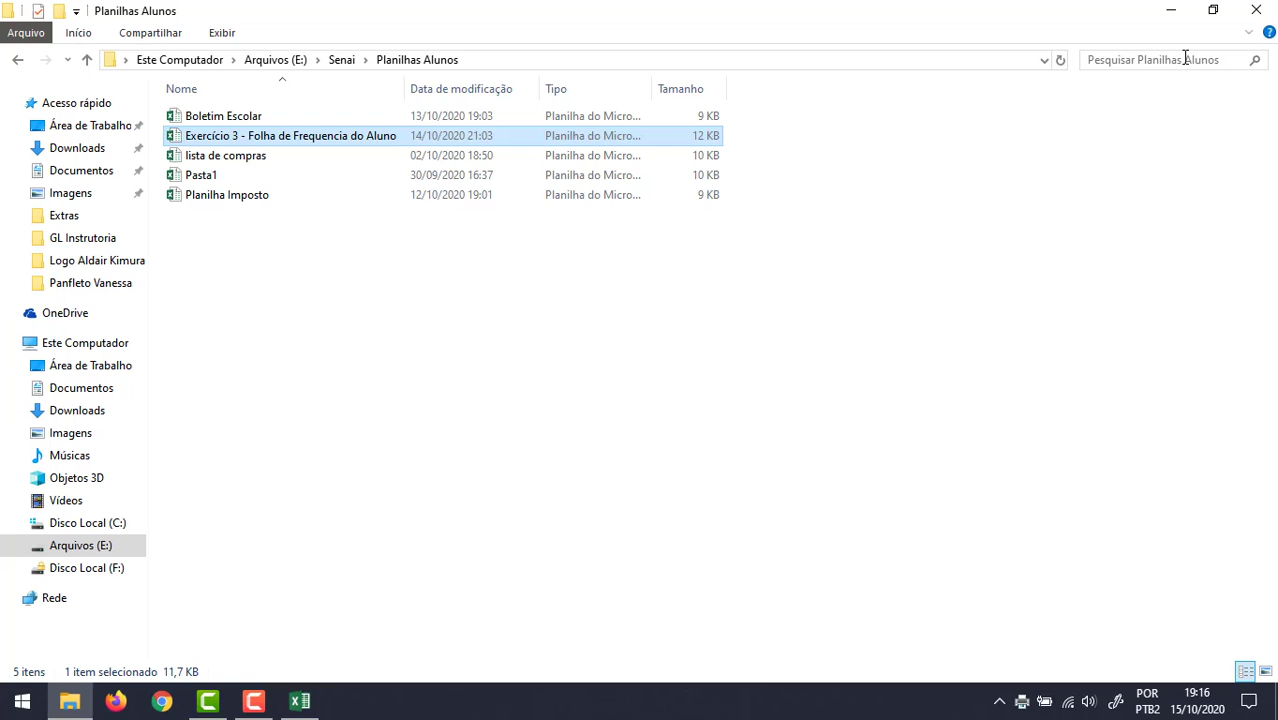 Planilhas Alunos
Arquivo Início Compartilhar Exibir
Este Computador Arquivos (E:) Senai Planilhas Alunos Pesquisar Planilhas Alunos
Nome Data de modificação Tipo Tamanho
Boletim Escolar 13/10/2020 19:03 Planilha do Micro... 9 KB
Exercício 3 - Folha de Frequencia do Aluno 14/10/2020 21:03 Planilha do Micro... 12 KB
lista de compras 02/10/2020 18:50 Planilha do Micro... 10 KB
Pasta1 30/09/2020 16:37 Planilha do Micro... 10 KB
Planilha Imposto 12/10/2020 19:01 Planilha do Micro... 9 KB
Acesso rápido
Área de Trabalho
Downloads
Documentos
Imagens
Extras
GL Instrutoria
Logo Aldair Kimura
Panfleto Vanessa
OneDrive
Este Computador
Área de Trabalho
Documentos
Downloads
Imagens
Músicas
Objetos 3D
Vídeos
Disco Local (C:)
Arquivos (E:)
Disco Local (F:)
Rede
5 itens 1 item selecionado 11,7 KB
POR 19:16
PTB2 15/10/2020